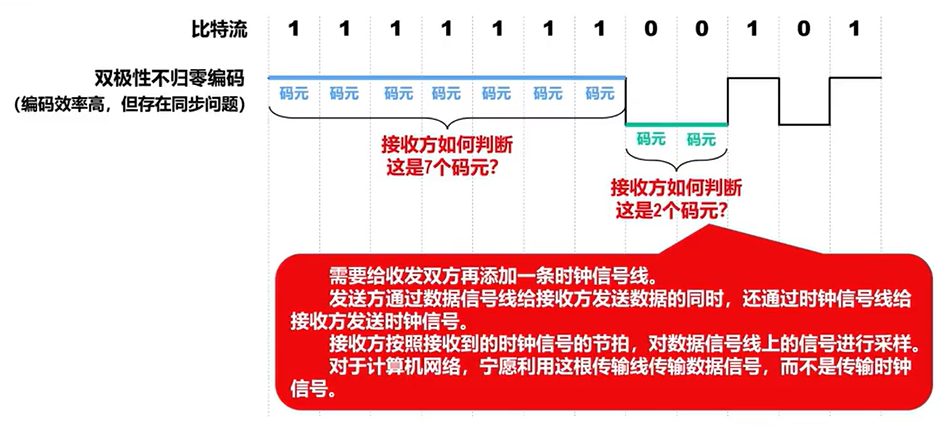 比特流 1 1 1 1 1 1 1 0 0 1 0 1
双极性不归零编码
（编码效率高，但存在同步问题）
码元 码元 码元 码元 码元 码元 码元
码元 码元
接收方如何判断
这是7个码元？
接收方如何判断
这是2个码元？
需要给收发双方再添加一条时钟信号线。
发送方通过数据信号线给接收方发送数据的同时，还通过时钟信号线给
接收方发送时钟信号。
接收方按照接收到的时钟信号的节拍，对数据信号线上的信号进行采样。
对于计算机网络，宁愿利用这根传输线传输数据信号，而不是传输时钟
信号。